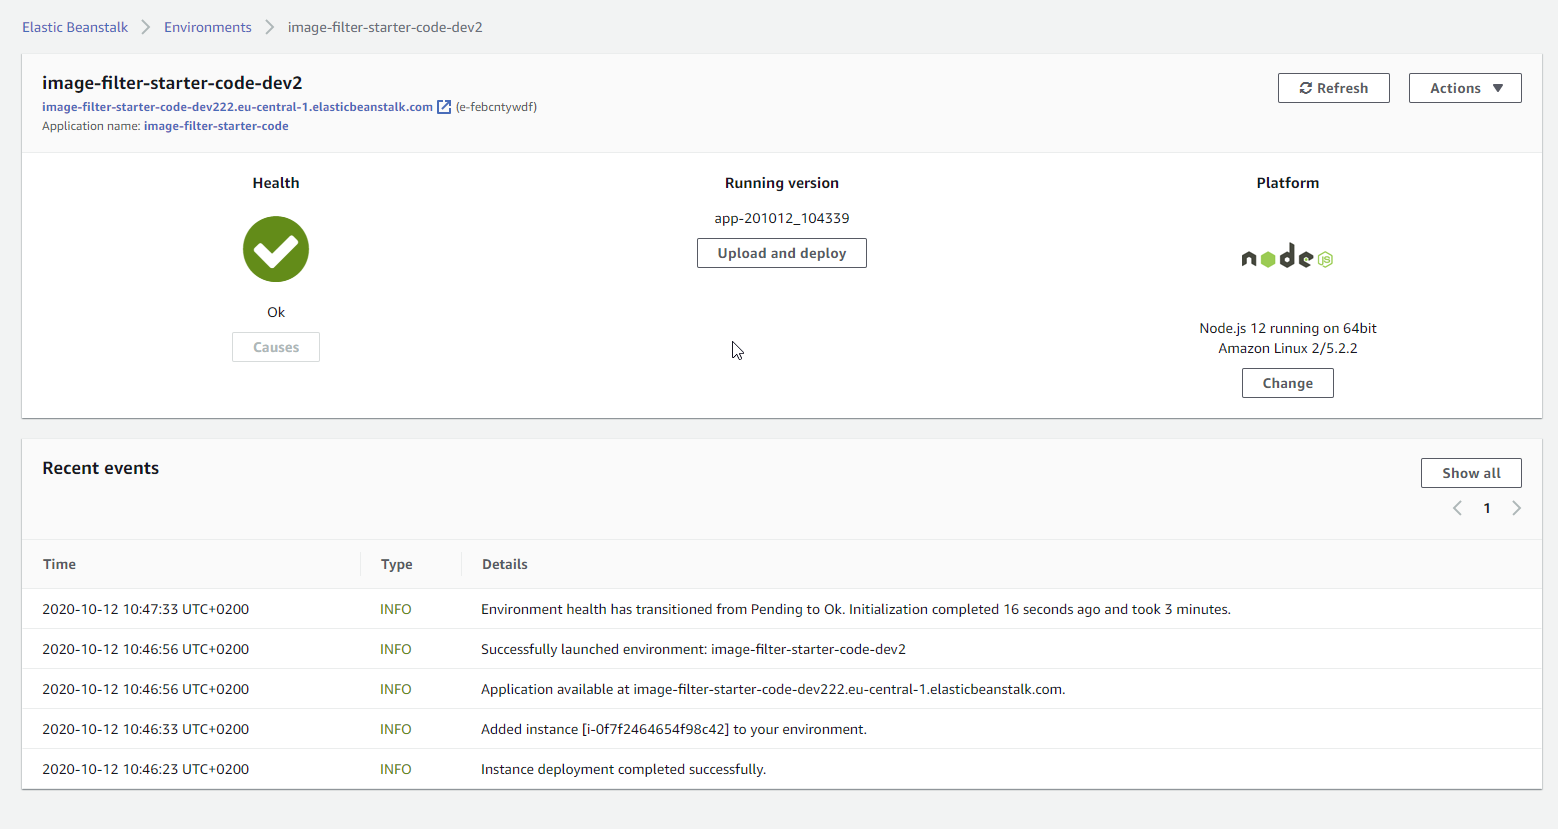 Elastic Beanstalk > Environments > image-filter-starter-code-dev2
image-filter-starter-code-dev2
image-filter-starter-code-dev222.eu-central-1.elasticbeanstalk.com (e-febcntywdf)
Application name: image-filter-starter-code
Refresh
Actions
Health
Running version
Platform
app-201012_104339
Upload and deploy
node JS
Ok
Causes
Node.js 12 running on 64bit
Amazon Linux 2/5.2.2
Change
Recent events
Show all
1
Time Type Details
2020-10-12 10:47:33 UTC+0200 INFO Environment health has transitioned from Pending to Ok. Initialization completed 16 seconds ago and took 3 minutes.
2020-10-12 10:46:56 UTC+0200 INFO Successfully launched environment: image-filter-starter-code-dev2
2020-10-12 10:46:56 UTC+0200 INFO Application available at image-filter-starter-code-dev222.eu-central-1.elasticbeanstalk.com.
2020-10-12 10:46:33 UTC+0200 INFO Added instance [i-0f7f2464654f98c42] to your environment.
2020-10-12 10:46:23 UTC+0200 INFO Instance deployment completed successfully.